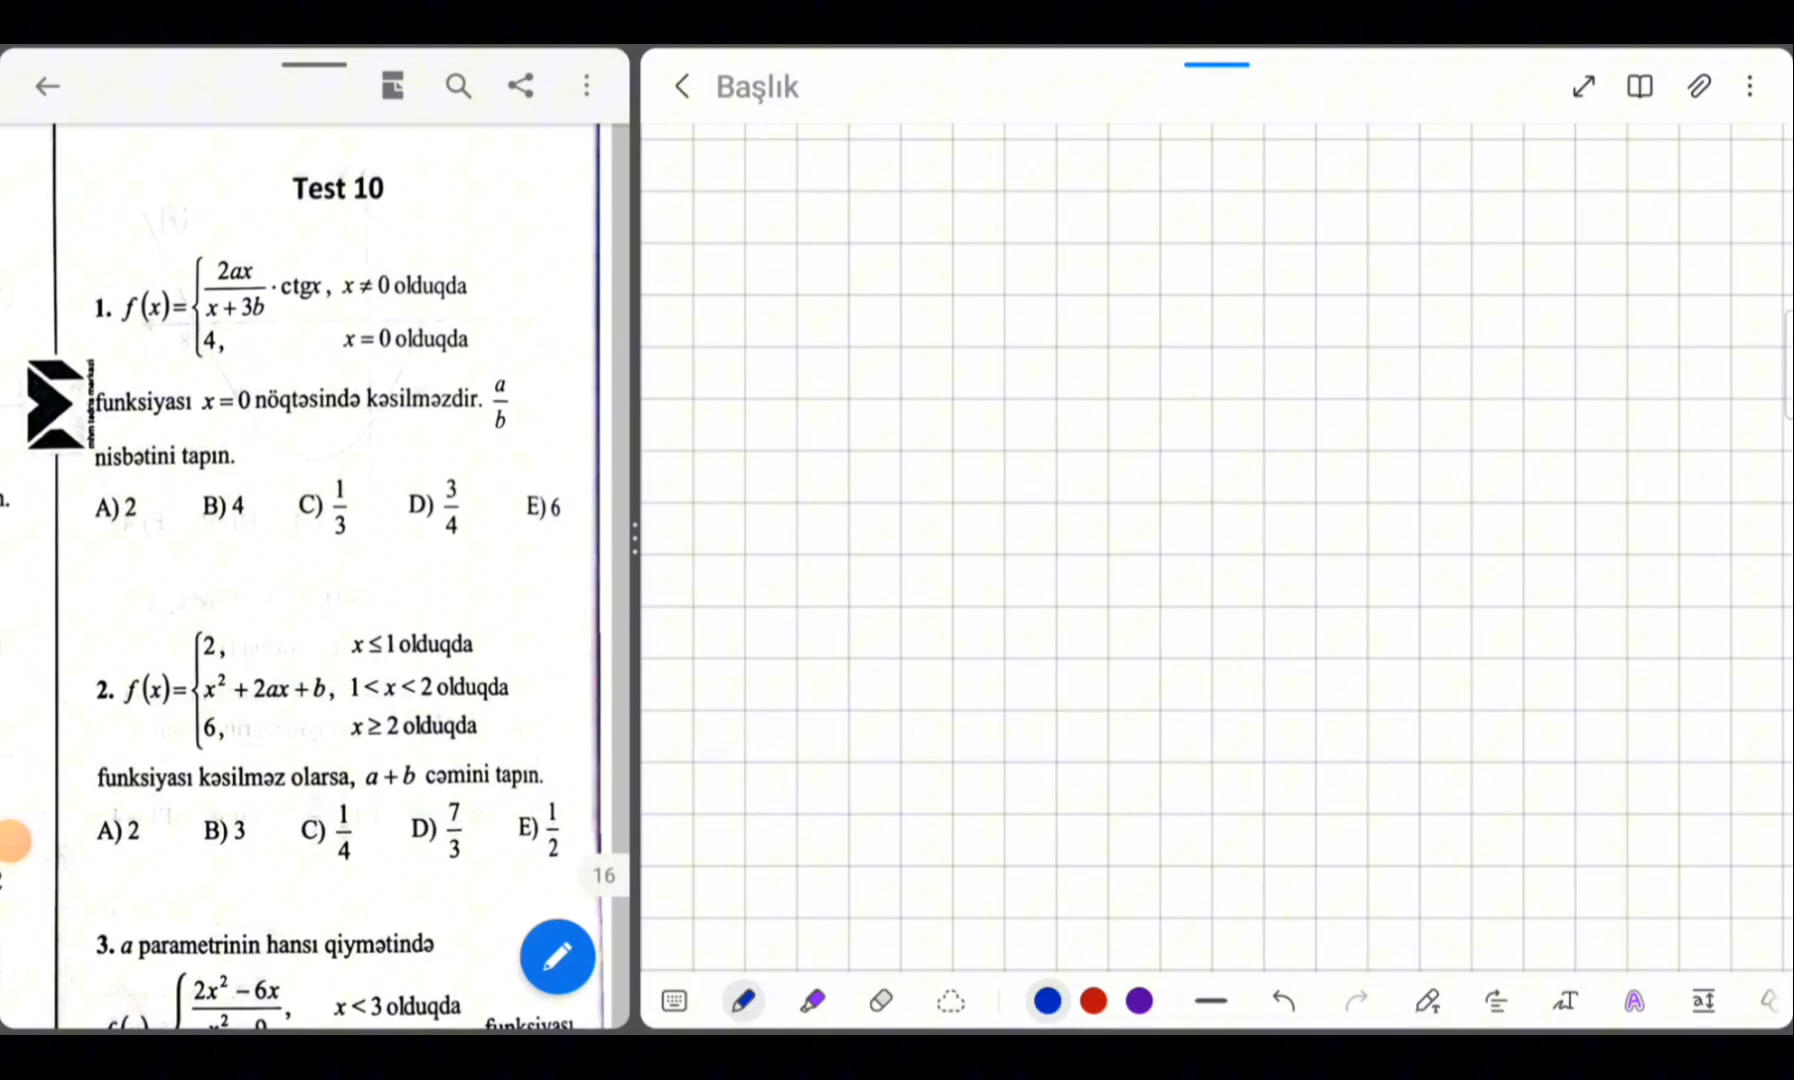 Başlık
Test 10
1. f(x)={ 2ax/(x+3b) · ctgx, x≠0 olduqda
4, x=0 olduqda
funksiyası x=0 nöqtəsində kəsilməzdir. a/b
nisbətini tapın.
A) 2 B) 4 C) 1/3 D) 3/4 E) 6
2. f(x)={ 2, x≤1 olduqda
x²+2ax+b, 1<x<2 olduqda
6, x≥2 olduqda
funksiyası kəsilməz olarsa, a+b cəmini tapın.
A) 2 B) 3 C) 1/4 D) 7/3 E) 1/2
16
3. a parametrinin hansı qiymətində
2x²−6x, x<3 olduqda
funksiyası